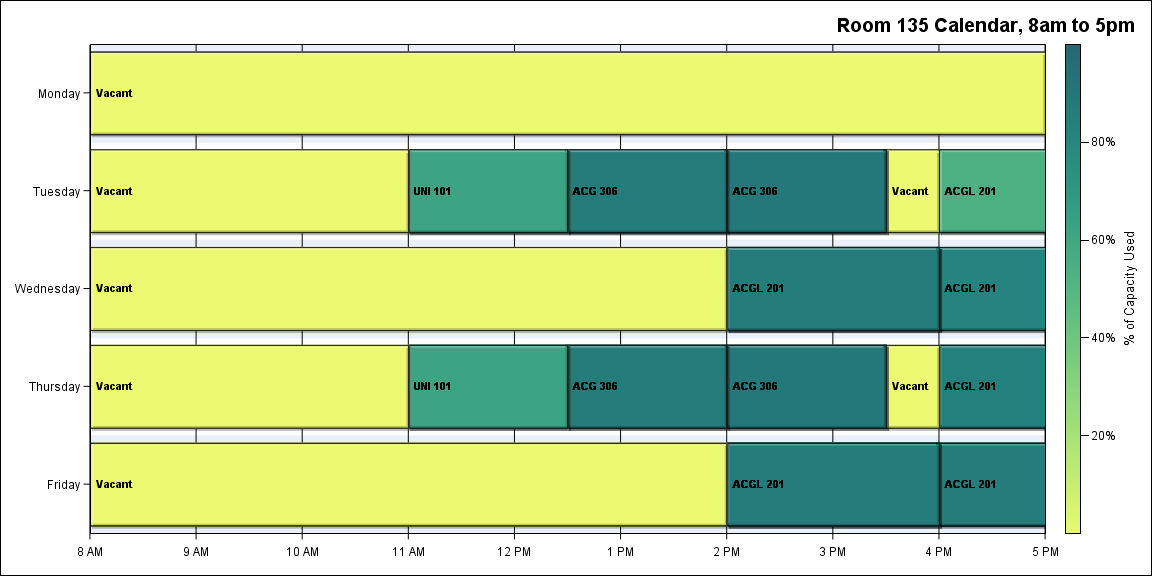 Room 135 Calendar, 8am to 5pm
Monday
Vacant
Tuesday
Vacant
UNI 101
ACG 306
ACG 306
Vacant
ACGL 201
Wednesday
Vacant
ACGL 201
ACGL 201
Thursday
Vacant
UNI 101
ACG 306
ACG 306
Vacant
ACGL 201
Friday
Vacant
ACGL 201
ACGL 201
8 AM
9 AM
10 AM
11 AM
12 PM
1 PM
2 PM
3 PM
4 PM
5 PM
80%
60%
40%
20%
% of Capacity Used